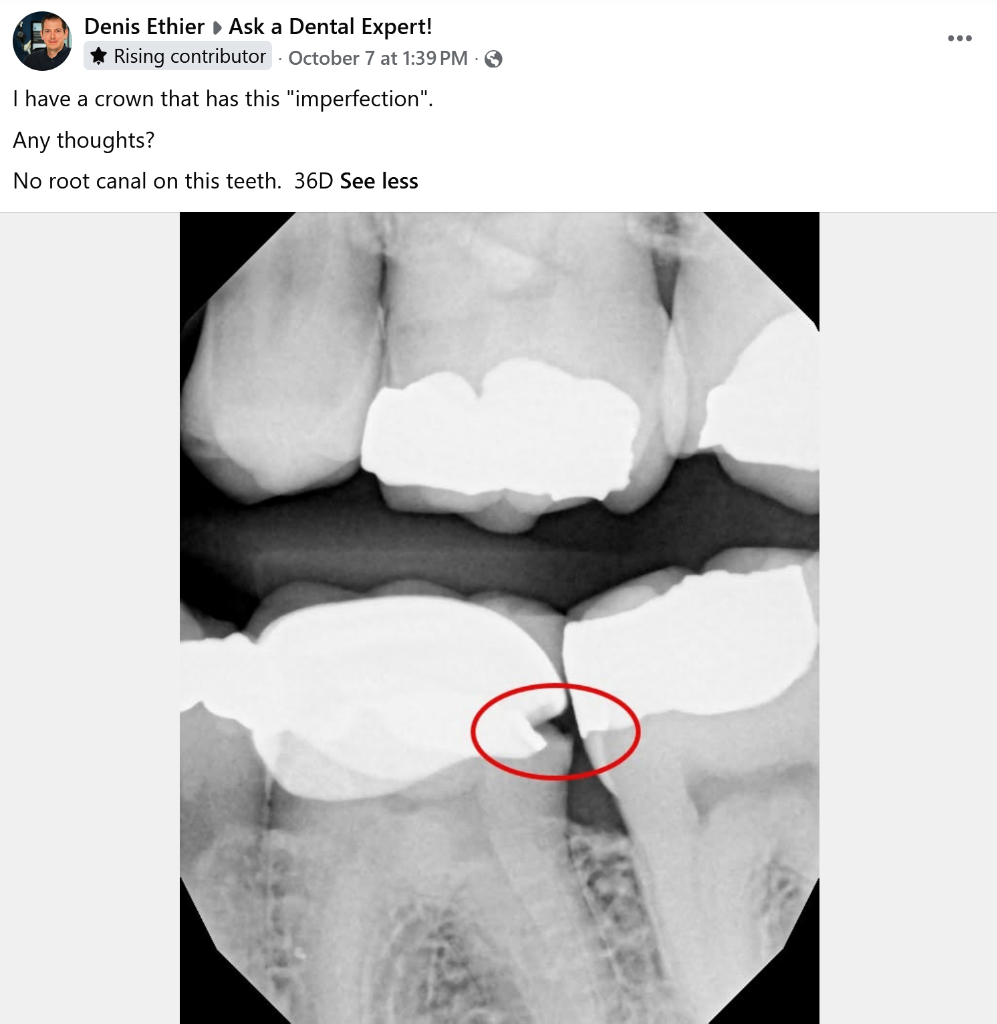 Denis Ethier Ask a Dental Expert!
Rising contributor · October 7 at 1:39 PM ·
I have a crown that has this "imperfection".
Any thoughts?
No root canal on this teeth. 36D See less